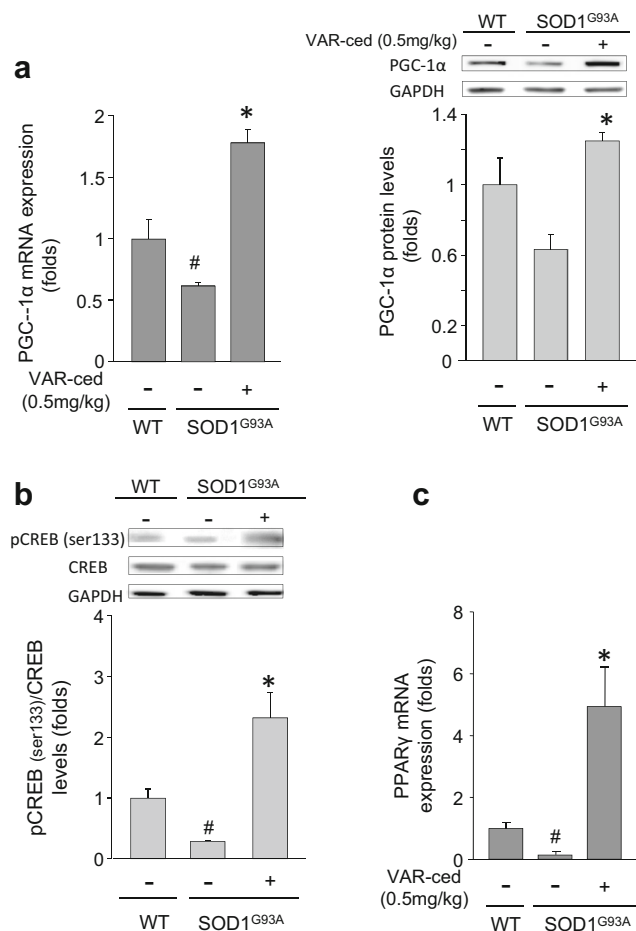 a
PGC--1α mRNA expression
(folds)
2
1.5
1
0.5
0
#
*
VAR-ced
(0.5mg/kg)
- - +
WT SOD1G93A
WT SOD1G93A
VAR-ced (0.5mg/kg) - - +
PGC-1α
GAPDH
PGC-1α protein levels
(folds)
1.4
1
0.6
0.2
*
- - +
WT SOD1G93A
b
WT SOD1G93A
- - +
pCREB (ser133)
CREB
GAPDH
pCREB (ser133)/CREB
levels (folds)
4
3
2
1
0
#
*
- - +
WT SOD1G93A
c
PPARγ mRNA
expression (folds)
8
6
4
2
0
#
*
VAR-ced
(0.5mg/kg)
- - +
WT SOD1G93A